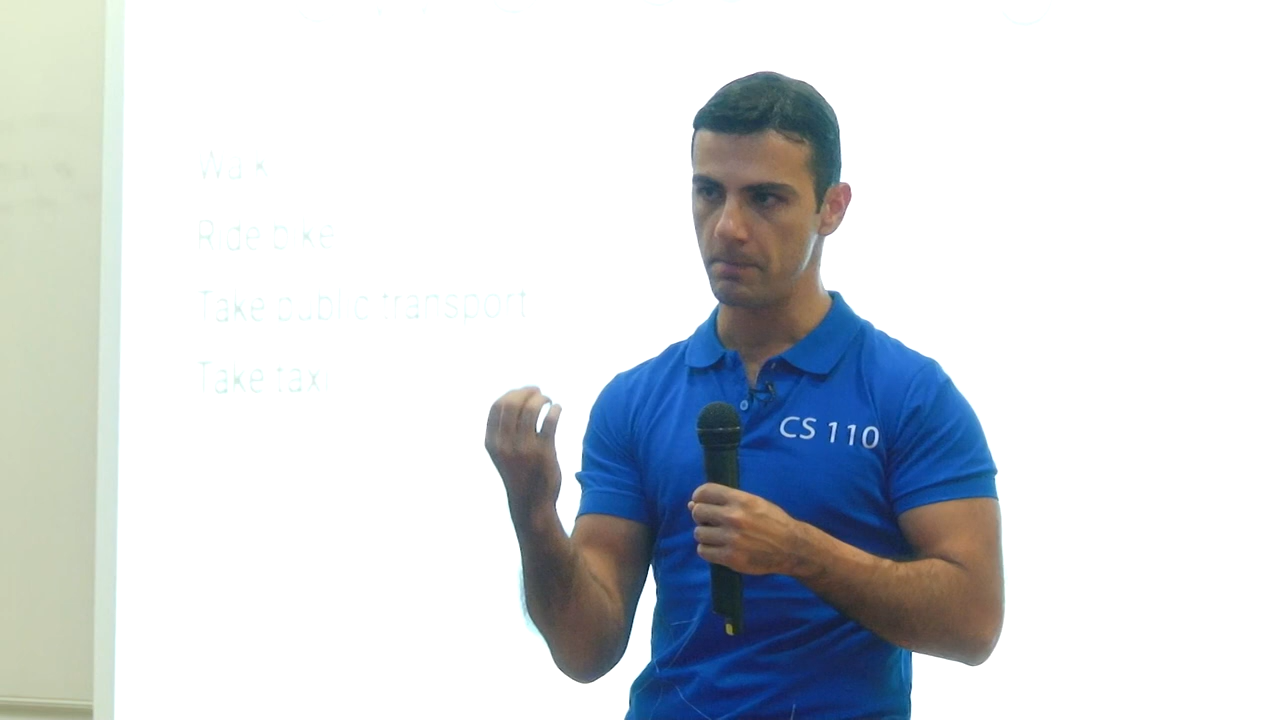 Walk
Ride bike
Take public transport
Take taxi
CS 110